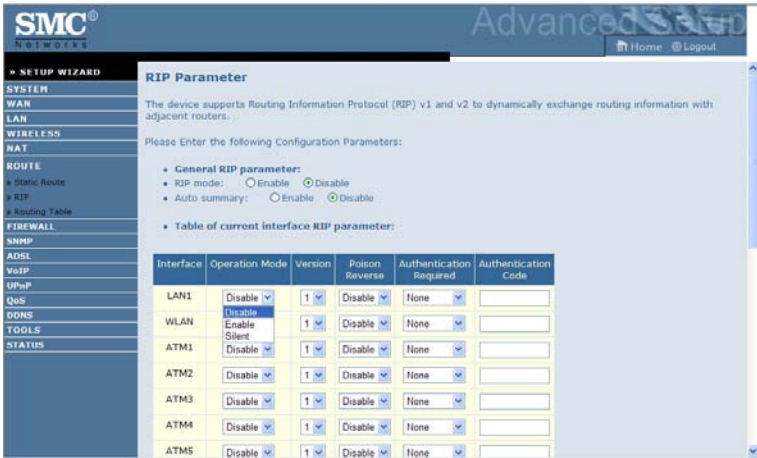 SMC®
Networks
Advanced Setup
Home Logout
» SETUP WIZARD
SYSTEM
WAN
LAN
WIRELESS
NAT
ROUTE
» Static Route
» RIP
» Routing Table
FIREWALL
SNMP
ADSL
VoIP
UPnP
QoS
DDNS
TOOLS
STATUS
RIP Parameter
The device supports Routing Information Protocol (RIP) v1 and v2 to dynamically exchange routing information with
adjacent routers.
Please Enter the following Configuration Parameters:
• General RIP parameter:
• RIP mode: Enable Disable
• Auto summary: Enable Disable
• Table of current interface RIP parameter:
Interface Operation Mode Version Poison Reverse Authentication Required Authentication Code
LAN1 Disable 1 Disable None
Disable
Enable
Silent
WLAN 1 Disable None
ATM1 Disable 1 Disable None
ATM2 Disable 1 Disable None
ATM3 Disable 1 Disable None
ATM4 Disable 1 Disable None
ATM5 Disable 1 Disable None